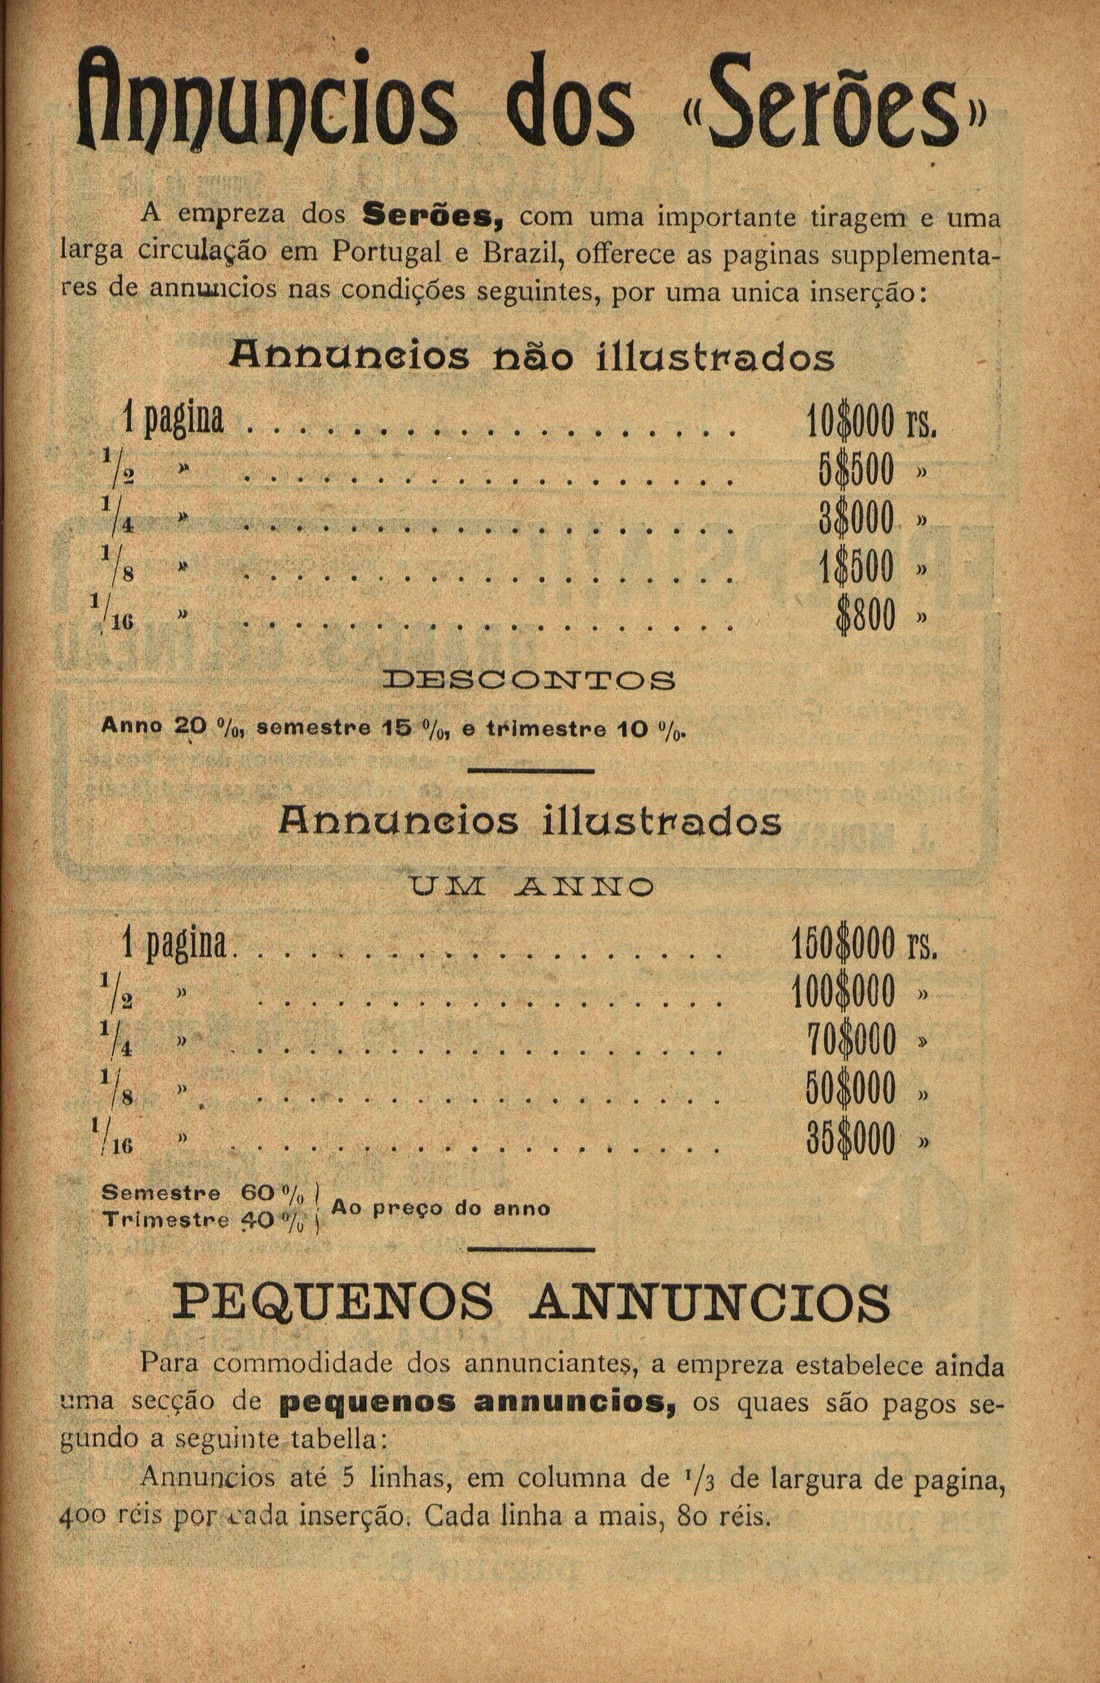 Annuncios dos «Serões»
A empreza dos Serões, com uma importante tiragem e uma
larga circulação em Portugal e Brazil, offerece as paginas supplementa-
res de annuncios nas condições seguintes, por uma unica inserção:
Annuncios não illustrados
1 pagina . . . . . . . . . . . . . . . . . . . 10$000 rs.
1/2 » . . . . . . . . . . . . . . . . . . . 5$500 »
1/4 » . . . . . . . . . . . . . . . . . . . 3$000 »
1/8 » . . . . . . . . . . . . . . . . . . . 1$500 »
1/16 » . . . . . . . . . . . . . . . . . . . $800 »
DESCONTOS
Anno 20 %, semestre 15 %, e trimestre 10 %.
Annuncios illustrados
UM ANNO
1 pagina. . . . . . . . . . . . . . . . . . . 150$000 rs.
1/2 » . . . . . . . . . . . . . . . . . . 100$000 »
1/4 » . . . . . . . . . . . . . . . . . . . 70$000 »
1/8 » . . . . . . . . . . . . . . . . . . . 50$000 »
1/16 » . . . . . . . . . . . . . . . . . . . 35$000 »
Semestre 60 % } Ao preço do anno
Trimestre 40 % }
PEQUENOS ANNUNCIOS
Para commodidade dos annunciantes, a empreza estabelece ainda
uma secção de pequenos annuncios, os quaes são pagos se-
gundo a seguinte tabella:
Annuncios até 5 linhas, em columna de 1/3 de largura de pagina,
400 réis por cada inserção. Cada linha a mais, 80 réis.